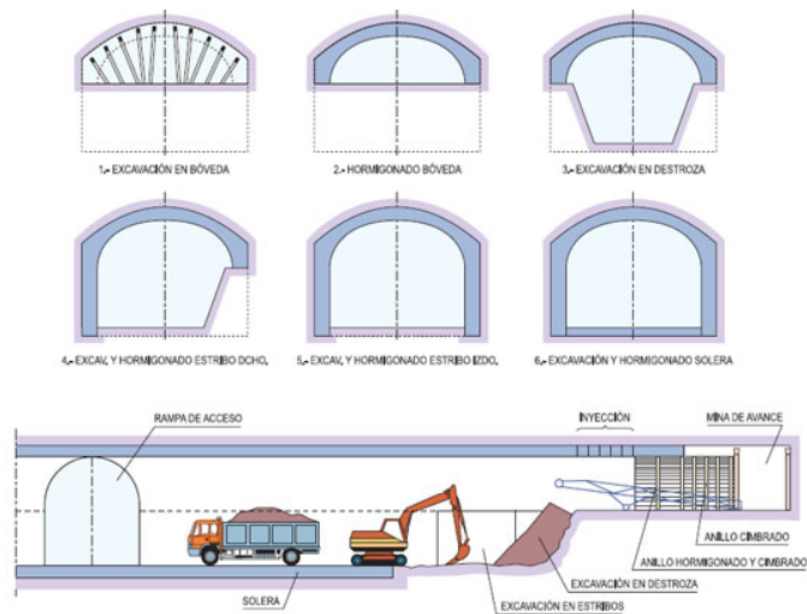 1.- EXCAVACIÓN EN BÓVEDA
2.- HORMIGONADO BÓVEDA
3.- EXCAVACIÓN EN DESTROZA
4.- EXCAV. Y HORMIGONADO ESTRIBO DCHO.
5.- EXCAV. Y HORMIGONADO ESTRIBO IZDO.
6.- EXCAVACIÓN Y HORMIGONADO SOLERA
RAMPA DE ACCESO
INYECCIÓN
MINA DE AVANCE
ANILLO CIMBRADO
ANILLO HORMIGONADO Y CIMBRADO
EXCAVACIÓN EN DESTROZA
SOLERA
EXCAVACIÓN EN ESTRIBOS